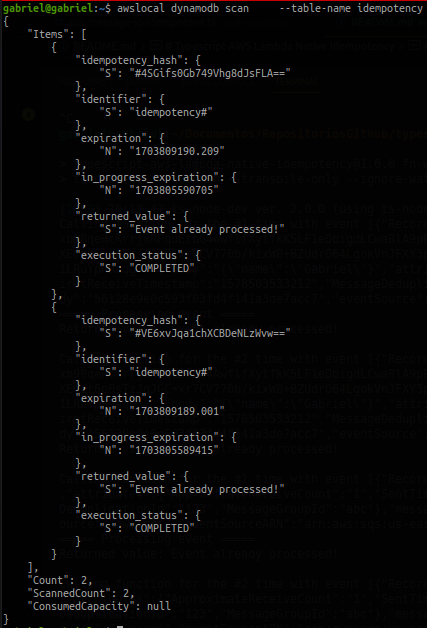 gabriel@gabriel:~$ awslocal dynamodb scan     --table-name idempotency
{
    "Items": [
        {
            "idempotency_hash": {
                "S": "#4SGifs0Gb749Vhg8dJsFLA=="
            },
            "identifier": {
                "S": "idempotency#"
            },
            "expiration": {
                "N": "1703809190.209"
            },
            "in_progress_expiration": {
                "N": "1703805590705"
            },
            "returned_value": {
                "S": "Event already processed!"
            },
            "execution_status": {
                "S": "COMPLETED"
            }
        },
        {
            "idempotency_hash": {
                "S": "#VE6xvJqa1chXCBDeNLzWvw=="
            },
            "identifier": {
                "S": "idempotency#"
            },
            "expiration": {
                "N": "1703809189.001"
            },
            "in_progress_expiration": {
                "N": "1703805589415"
            },
            "returned_value": {
                "S": "Event already processed!"
            },
            "execution_status": {
                "S": "COMPLETED"
            }
        }
    ],
    "Count": 2,
    "ScannedCount": 2,
    "ConsumedCapacity": null
}